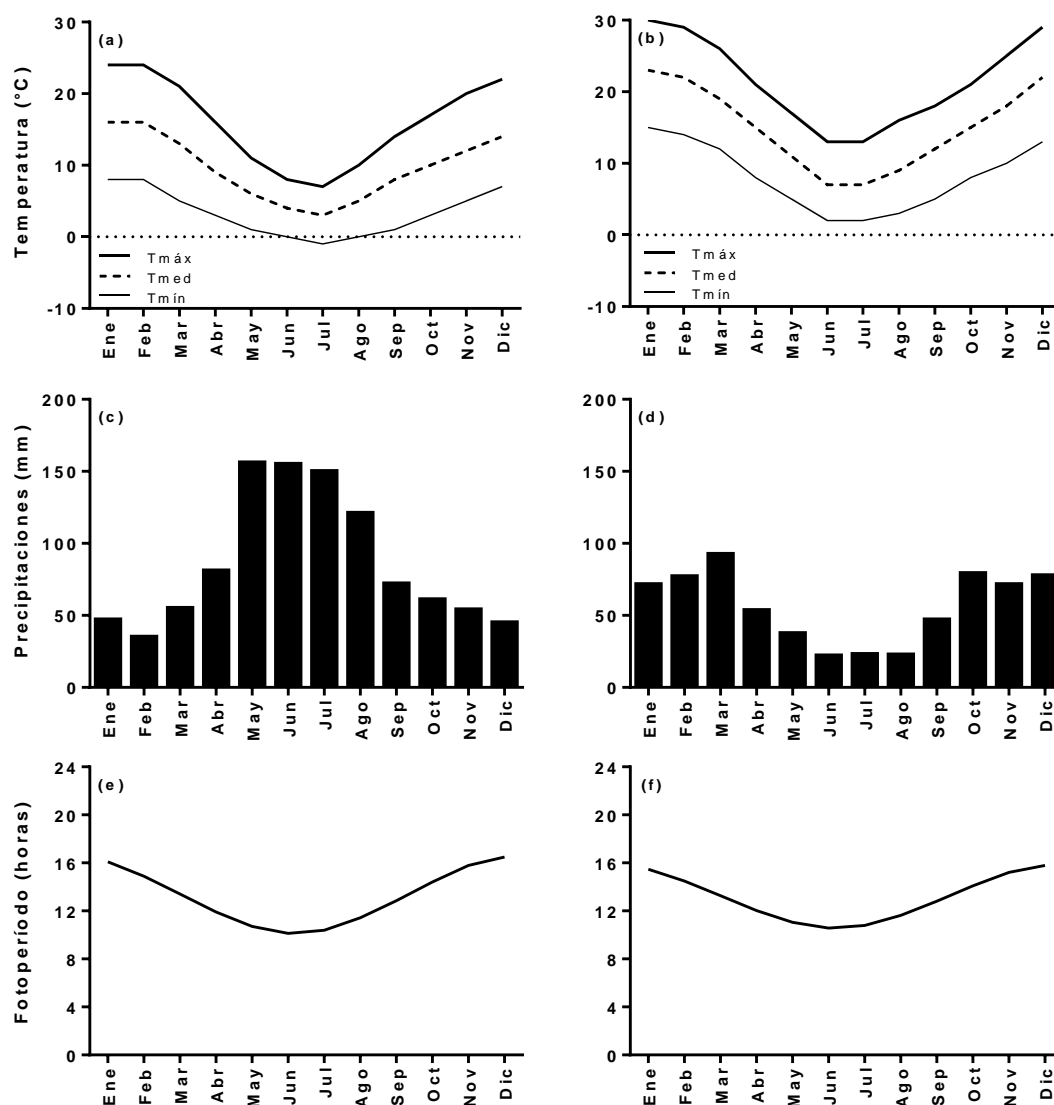 Temperatura (°C)
(a)
30
20
10
0
-10
Tmáx
Tmed
Tmín
Ene
Feb
Mar
Abr
May
Jun
Jul
Ago
Sep
Oct
Nov
Dic
(b)
30
20
10
0
-10
Tmáx
Tmed
Tmín
Ene
Feb
Mar
Abr
May
Jun
Jul
Ago
Sep
Oct
Nov
Dic
Precipitaciones (mm)
(c)
200
150
100
50
0
Ene
Feb
Mar
Abr
May
Jun
Jul
Ago
Sep
Oct
Nov
Dic
(d)
200
150
100
50
0
Ene
Feb
Mar
Abr
May
Jun
Jul
Ago
Sep
Oct
Nov
Dic
Fotoperíodo (horas)
(e)
24
20
16
12
8
4
0
Ene
Feb
Mar
Abr
May
Jun
Jul
Ago
Sep
Oct
Nov
Dic
(f)
24
20
16
12
8
4
0
Ene
Feb
Mar
Abr
May
Jun
Jul
Ago
Sep
Oct
Nov
Dic